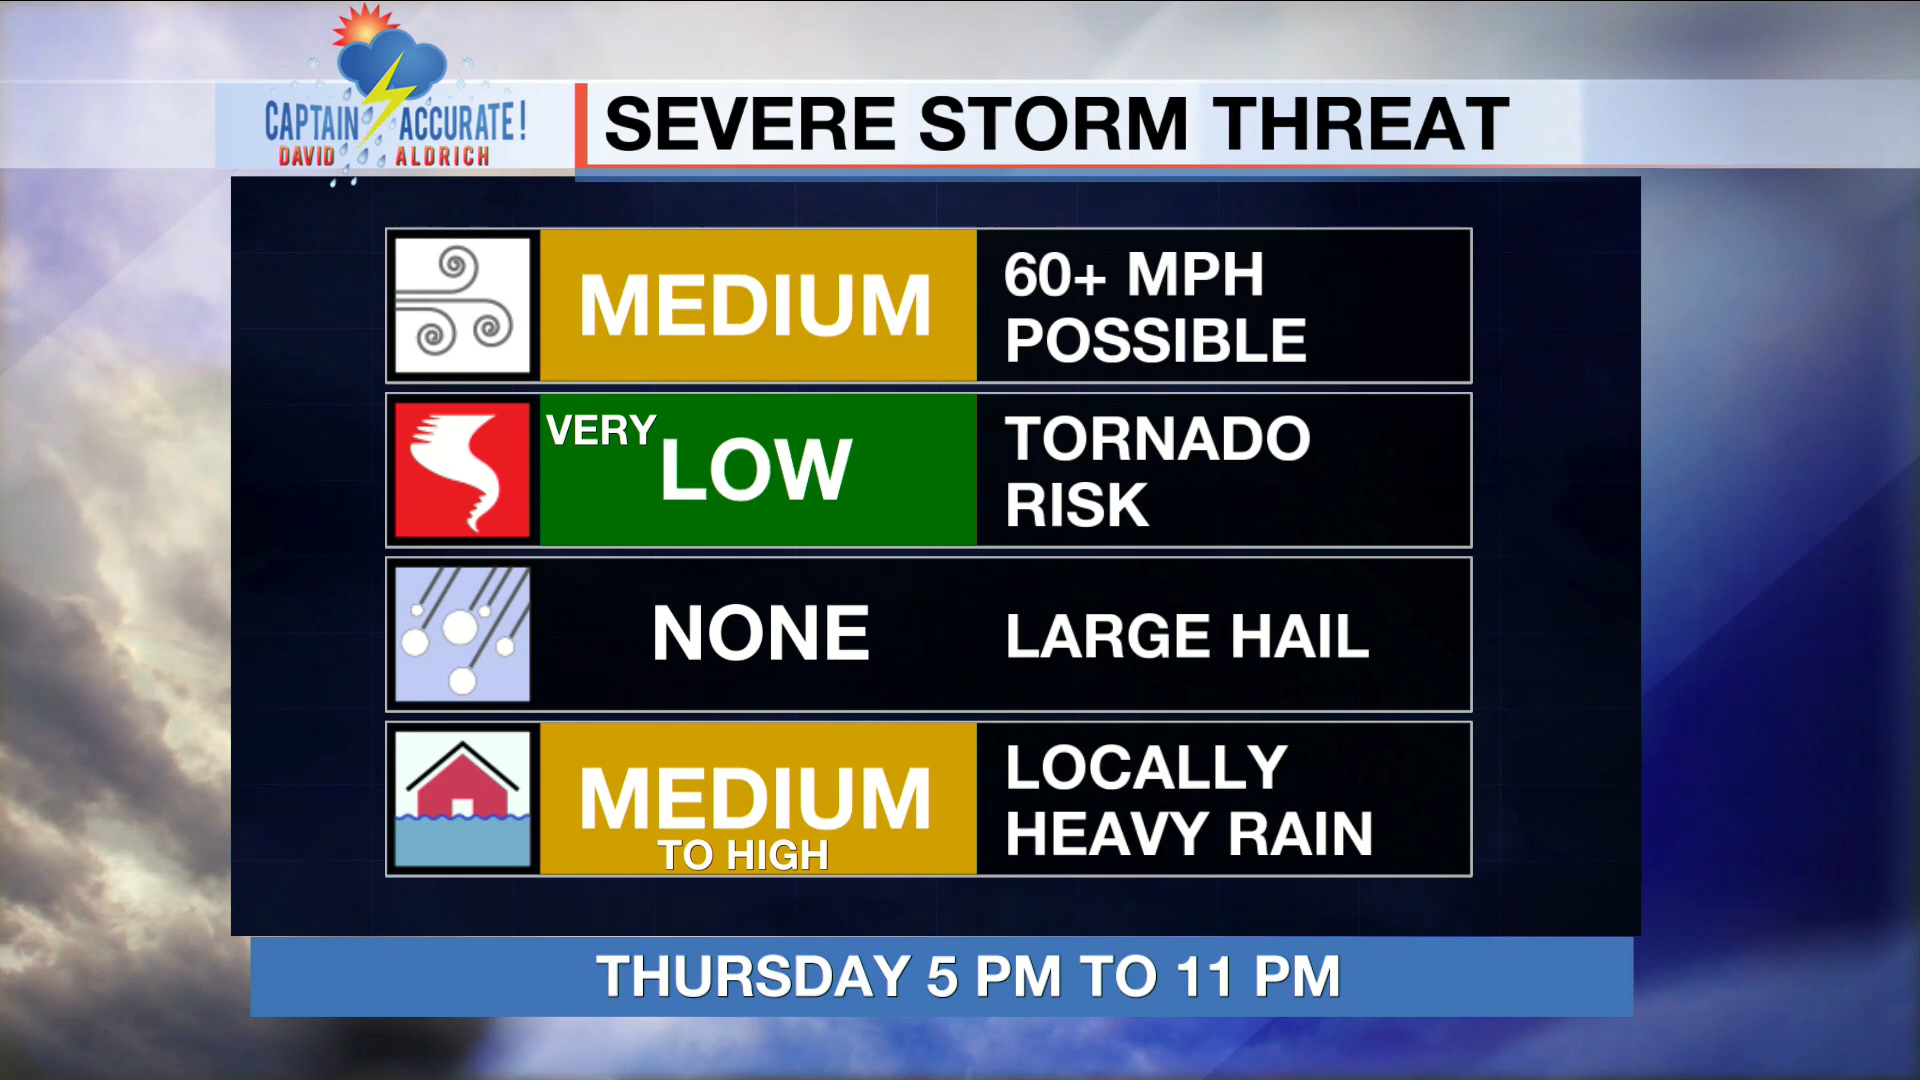 CAPTAIN ACCURATE!
DAVID ALDRICH
SEVERE STORM THREAT
MEDIUM
60+ MPH
POSSIBLE
VERY
LOW
TORNADO
RISK
NONE
LARGE HAIL
MEDIUM
TO HIGH
LOCALLY
HEAVY RAIN
THURSDAY 5 PM TO 11 PM